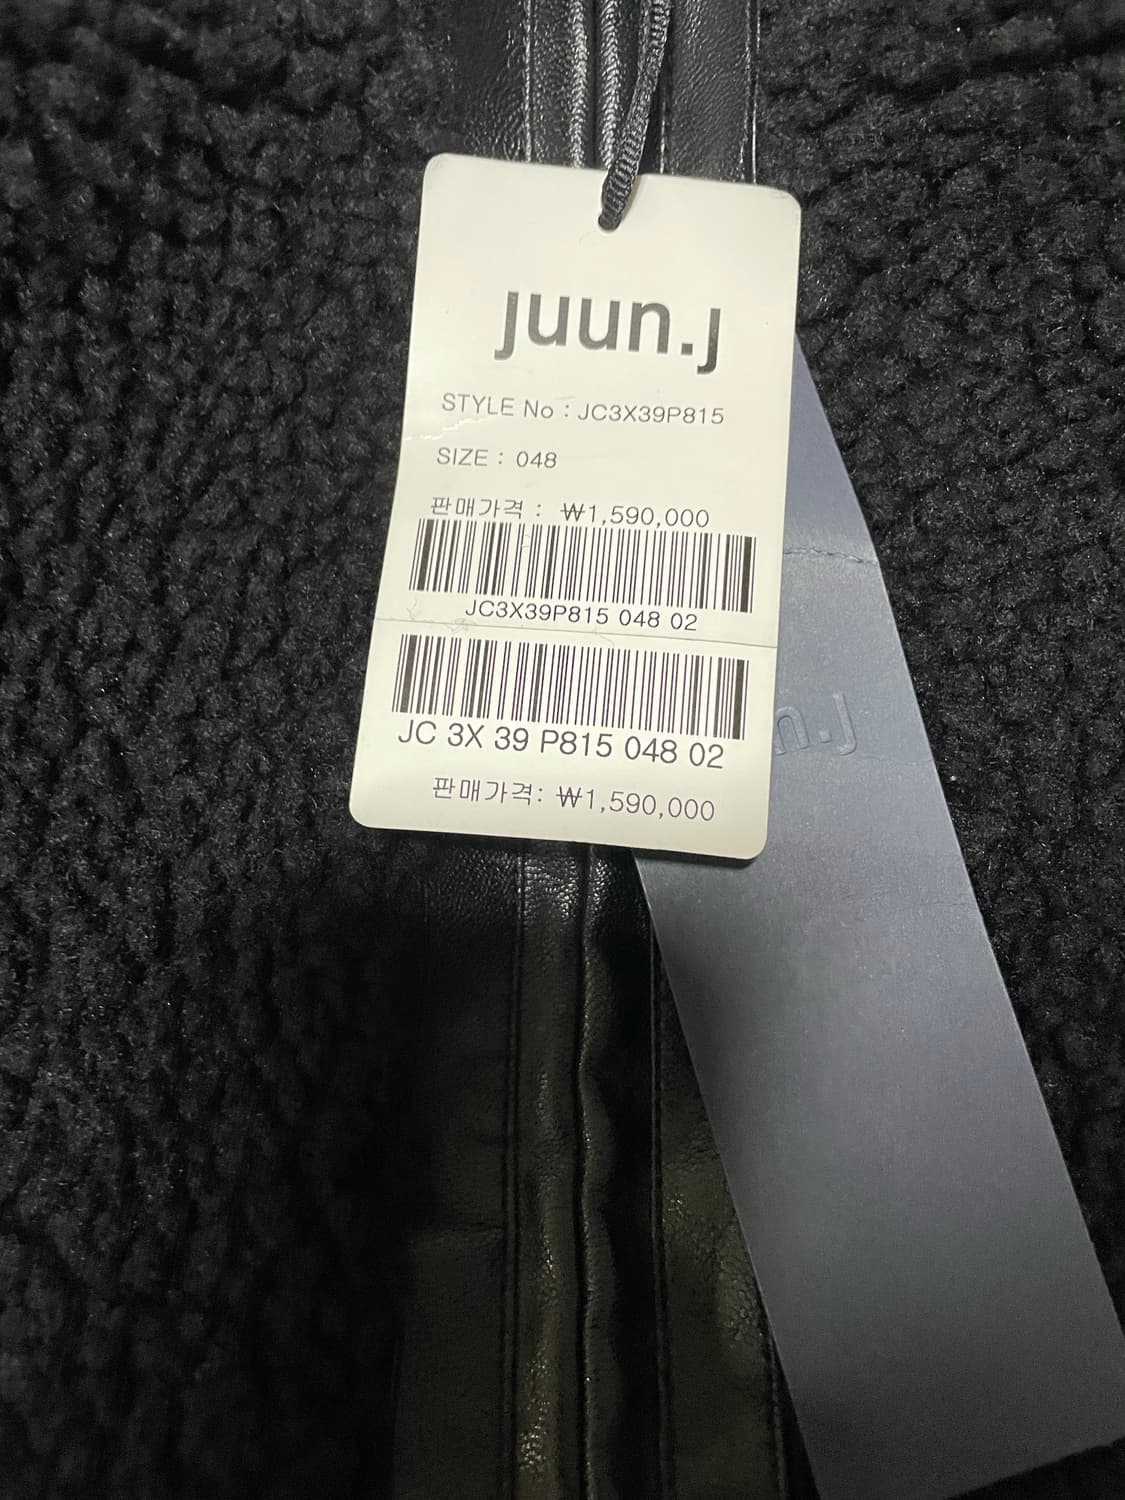 juun.j
STYLE No : JC3X39P815
SIZE : 048
판매가격 : ₩1,590,000
JC3X39P815 048 02
JC 3X 39 P815 048 02
판매가격: ₩1,590,000
n.j